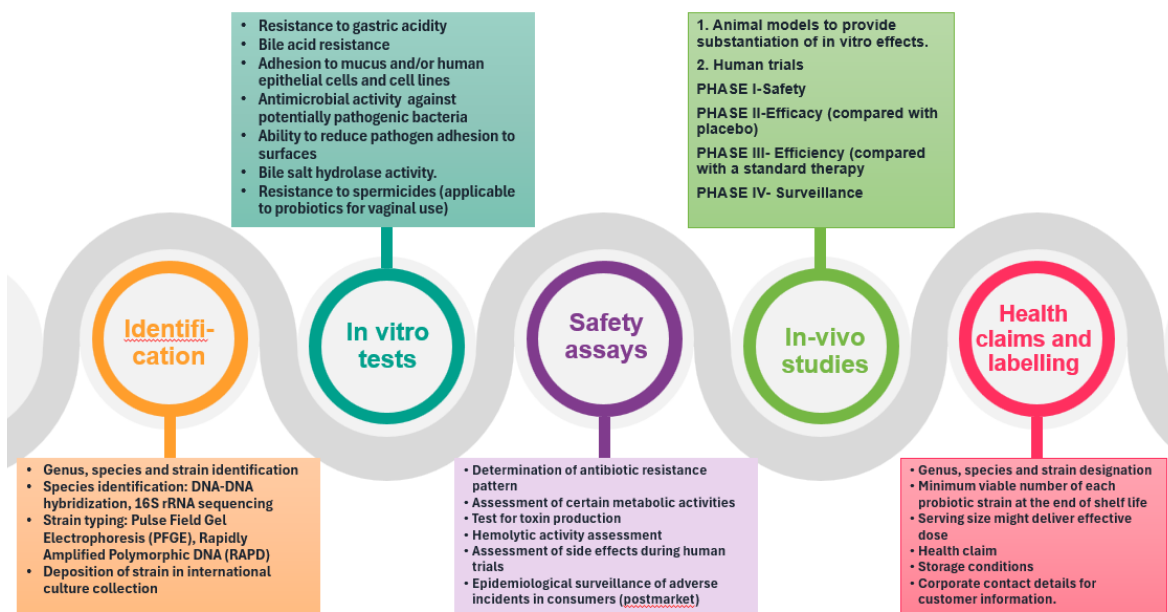 • Resistance to gastric acidity
• Bile acid resistance
• Adhesion to mucus and/or human
epithelial cells and cell lines
• Antimicrobial activity against
potentially pathogenic bacteria
• Ability to reduce pathogen adhesion to
surfaces
• Bile salt hydrolase activity.
• Resistance to spermicides (applicable
to probiotics for vaginal use)
1. Animal models to provide
substantiation of in vitro effects.
2. Human trials
PHASE I-Safety
PHASE II-Efficacy (compared with
placebo)
PHASE III- Efficiency (compared
with a standard therapy
PHASE IV- Surveillance
Identifi-
cation
In vitro
tests
Safety
assays
In-vivo
studies
Health
claims and
labelling
• Genus, species and strain identification
• Species identification: DNA-DNA
hybridization, 16S rRNA sequencing
• Strain typing: Pulse Field Gel
Electrophoresis (PFGE), Rapidly
Amplified Polymorphic DNA (RAPD)
• Deposition of strain in international
culture collection
• Determination of antibiotic resistance
pattern
• Assessment of certain metabolic activities
• Test for toxin production
• Hemolytic activity assessment
• Assessment of side effects during human
trials
• Epidemiological surveillance of adverse
incidents in consumers (postmarket)
• Genus, species and strain designation
• Minimum viable number of each
probiotic strain at the end of shelf life
• Serving size might deliver effective
dose
• Health claim
• Storage conditions
• Corporate contact details for
customer information.